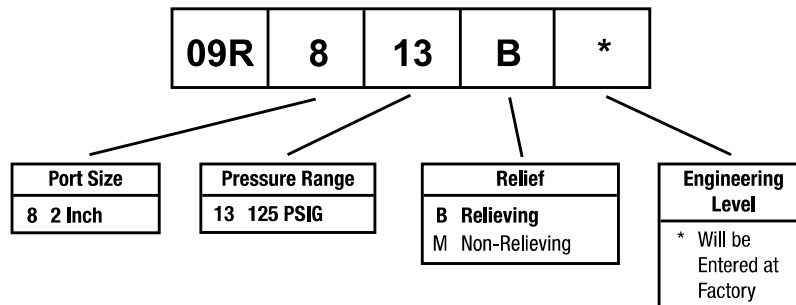 09R 8 13 B *
Port Size
8 2 Inch
Pressure Range
13 125 PSIG
Relief
B Relieving
M Non-Relieving
Engineering
Level
* Will be
Entered at
Factory